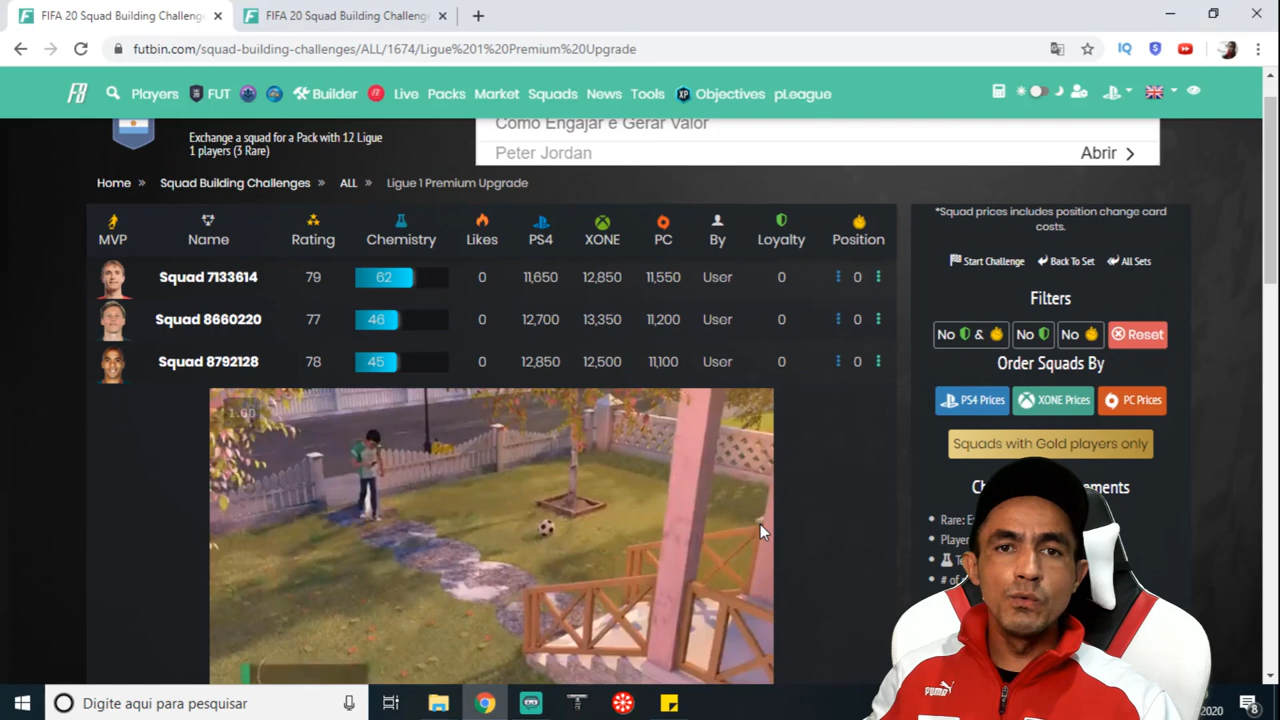 FIFA 20 Squad Building Challeng
FIFA 20 Squad Building Challeng
futbin.com/squad-building-challenges/ALL/1674/Ligue%201%20Premium%20Upgrade
IQ
F8 Players FUT Builder Live Packs Market Squads News Tools XP Objectives pLeague
Exchange a squad for a Pack with 12 Ligue
1 players (3 Rare)
Como Engajar e Gerar Valor
Peter Jordan
Abrir
Home » Squad Building Challenges » ALL » Ligue 1 Premium Upgrade
MVP Name Rating Chemistry Likes PS4 XONE PC By Loyalty Position
Squad 7133614 79 62 0 11,650 12,850 11,550 User 0 0
Squad 8660220 77 46 0 12,700 13,350 11,200 User 0 0
Squad 8792128 78 45 0 12,850 12,500 11,100 User 0 0
1.60
*Squad prices includes position change card
costs.
Start Challenge Back To Set All Sets
Filters
No & No No Reset
Order Squads By
PS4 Prices XONE Prices PC Prices
Squads with Gold players only
Rare:
# of
PUMA
Digite aqui para pesquisar
2020
8